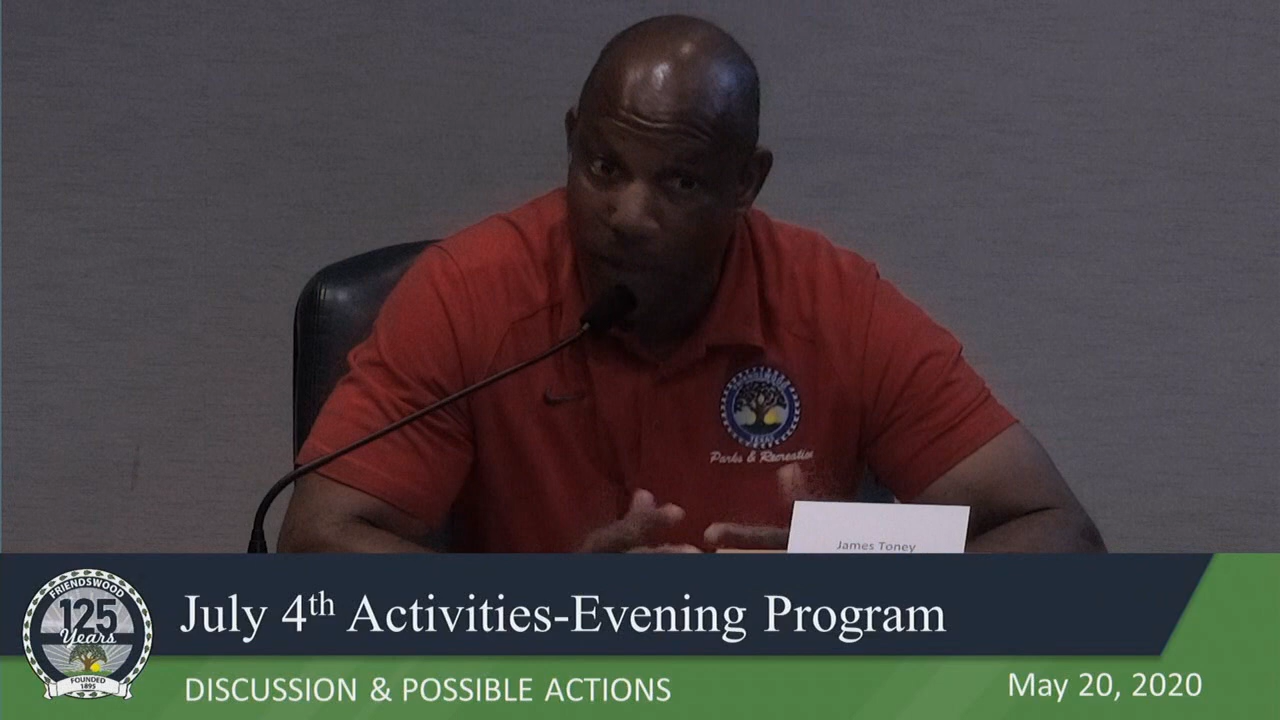 TEXAS
Parks & Recreation
James Toney
FRIENDSWOOD
125
Years
FOUNDED
1895
July 4th Activities-Evening Program
DISCUSSION & POSSIBLE ACTIONS
May 20, 2020